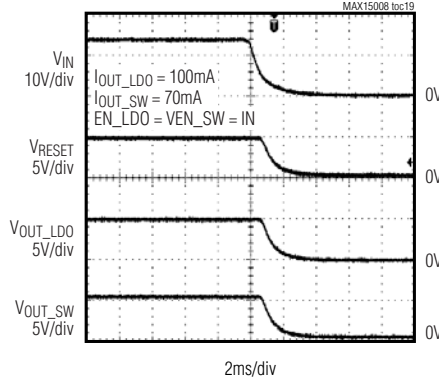 MAX15008 toc19
VIN
10V/div
IOUT_LDO = 100mA
IOUT_SW = 70mA
EN_LDO = VEN_SW = IN
0V
VRESET
5V/div
0V
VOUT_LDO
5V/div
0V
VOUT_SW
5V/div
0V
2ms/div